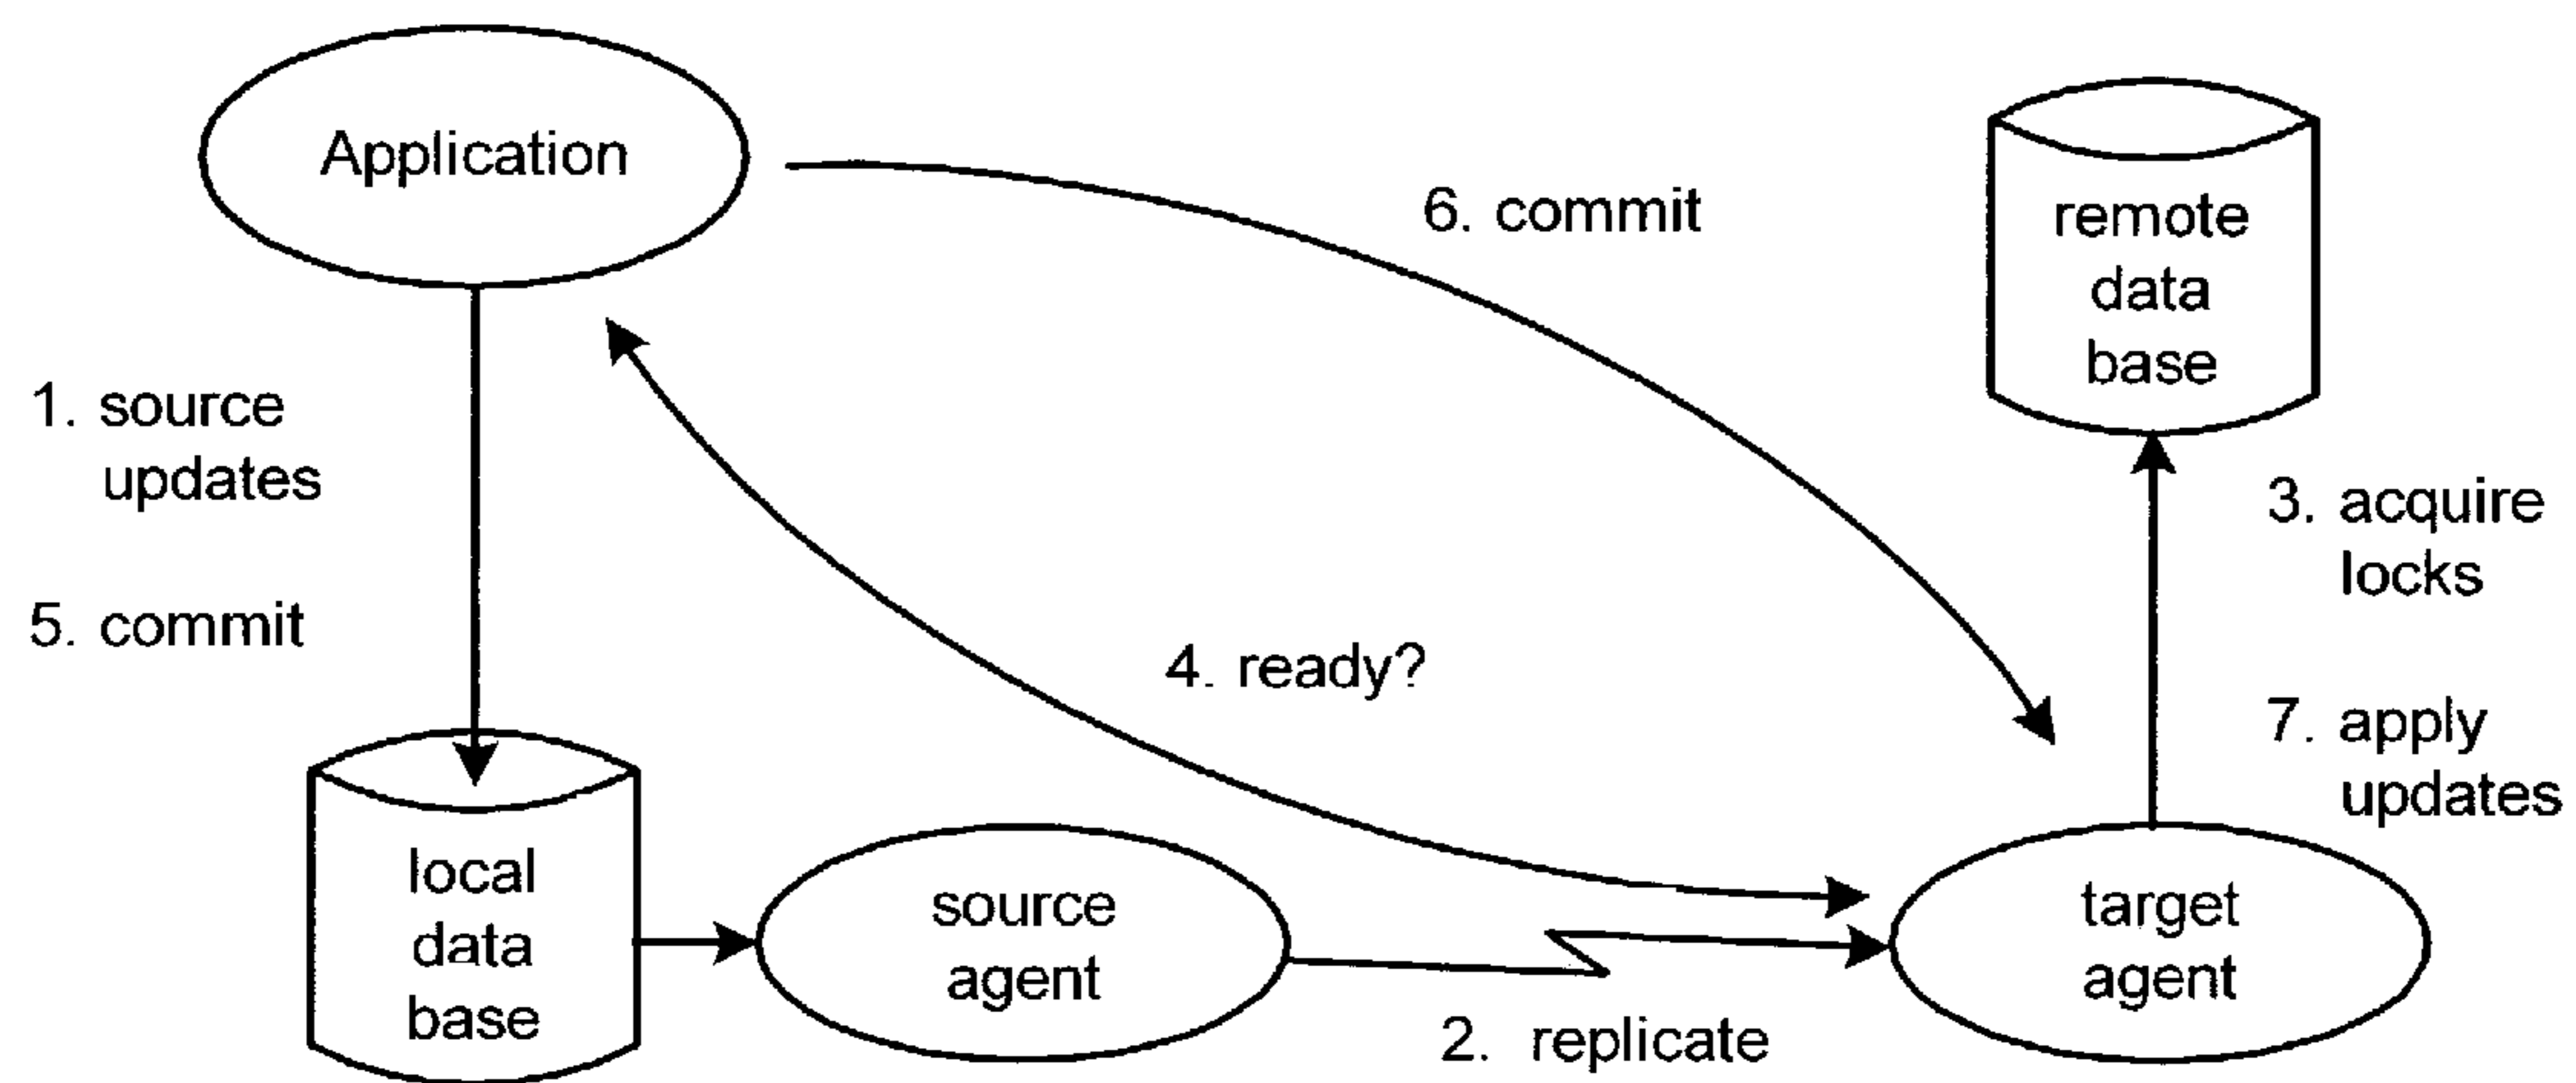 Application
6. commit
remote
data
base
1. source
updates
3. acquire
locks
5. commit
4. ready?
7. apply
updates
local
data
base
source
agent
target
agent
2. replicate